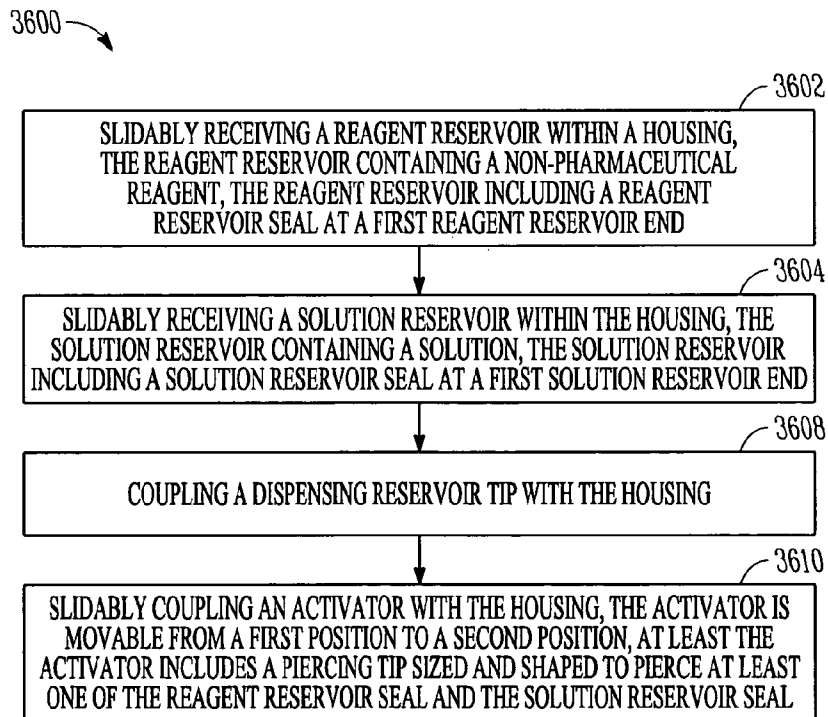 3600
3602
SLIDABLY RECEIVING A REAGENT RESERVOIR WITHIN A HOUSING,
THE REAGENT RESERVOIR CONTAINING A NON-PHARMACEUTICAL
REAGENT, THE REAGENT RESERVOIR INCLUDING A REAGENT
RESERVOIR SEAL AT A FIRST REAGENT RESERVOIR END
3604
SLIDABLY RECEIVING A SOLUTION RESERVOIR WITHIN THE HOUSING, THE
SOLUTION RESERVOIR CONTAINING A SOLUTION, THE SOLUTION RESERVOIR
INCLUDING A SOLUTION RESERVOIR SEAL AT A FIRST SOLUTION RESERVOIR END
3608
COUPLING A DISPENSING RESERVOIR TIP WITH THE HOUSING
3610
SLIDABLY COUPLING AN ACTIVATOR WITH THE HOUSING, THE ACTIVATOR IS
MOVABLE FROM A FIRST POSITION TO A SECOND POSITION, AT LEAST THE
ACTIVATOR INCLUDES A PIERCING TIP SIZED AND SHAPED TO PIERCE AT LEAST
ONE OF THE REAGENT RESERVOIR SEAL AND THE SOLUTION RESERVOIR SEAL